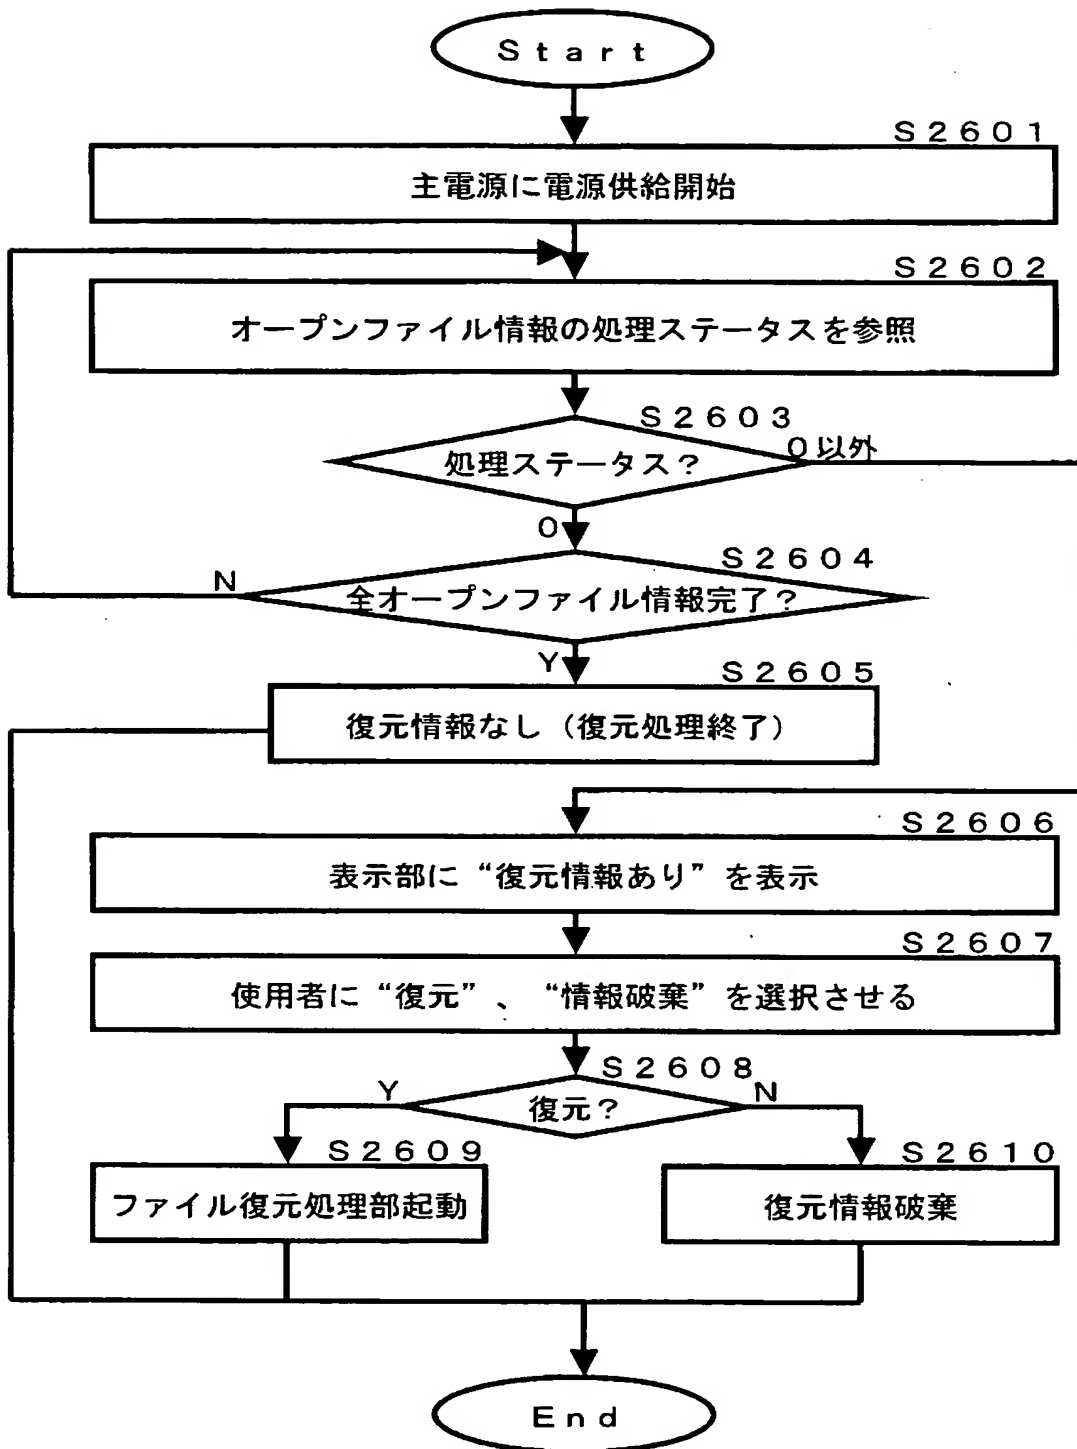 Start
S2601
主電源に電源供給開始
S2602
オープンファイル情報の処理ステータスを参照
S2603
処理ステータス?
0以外
0
S2604
全オープンファイル情報完了?
N
Y
S2605
復元情報なし(復元処理終了)
S2606
表示部に“復元情報あり”を表示
S2607
使用者に“復元”、“情報破棄”を選択させる
S2608
復元?
Y
N
S2609
ファイル復元処理部起動
S2610
復元情報破棄
End